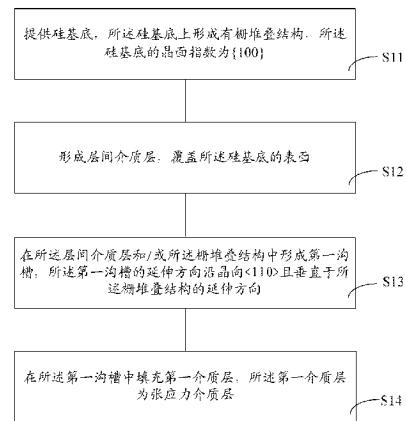 提供硅基底，所述硅基底上形成有栅堆叠结构，所述
硅基底的晶面指数为{100}
S11
形成层间介质层，覆盖所述硅基底的表面
S12
在所述层间介质层和/或所述栅堆叠结构中形成第一沟
槽，所述第一沟槽的延伸方向沿晶向<110>且垂直于所
述栅堆叠结构的延伸方向
S13
在所述第一沟槽中填充第一介质层，所述第一介质层
为张应力介质层
S14